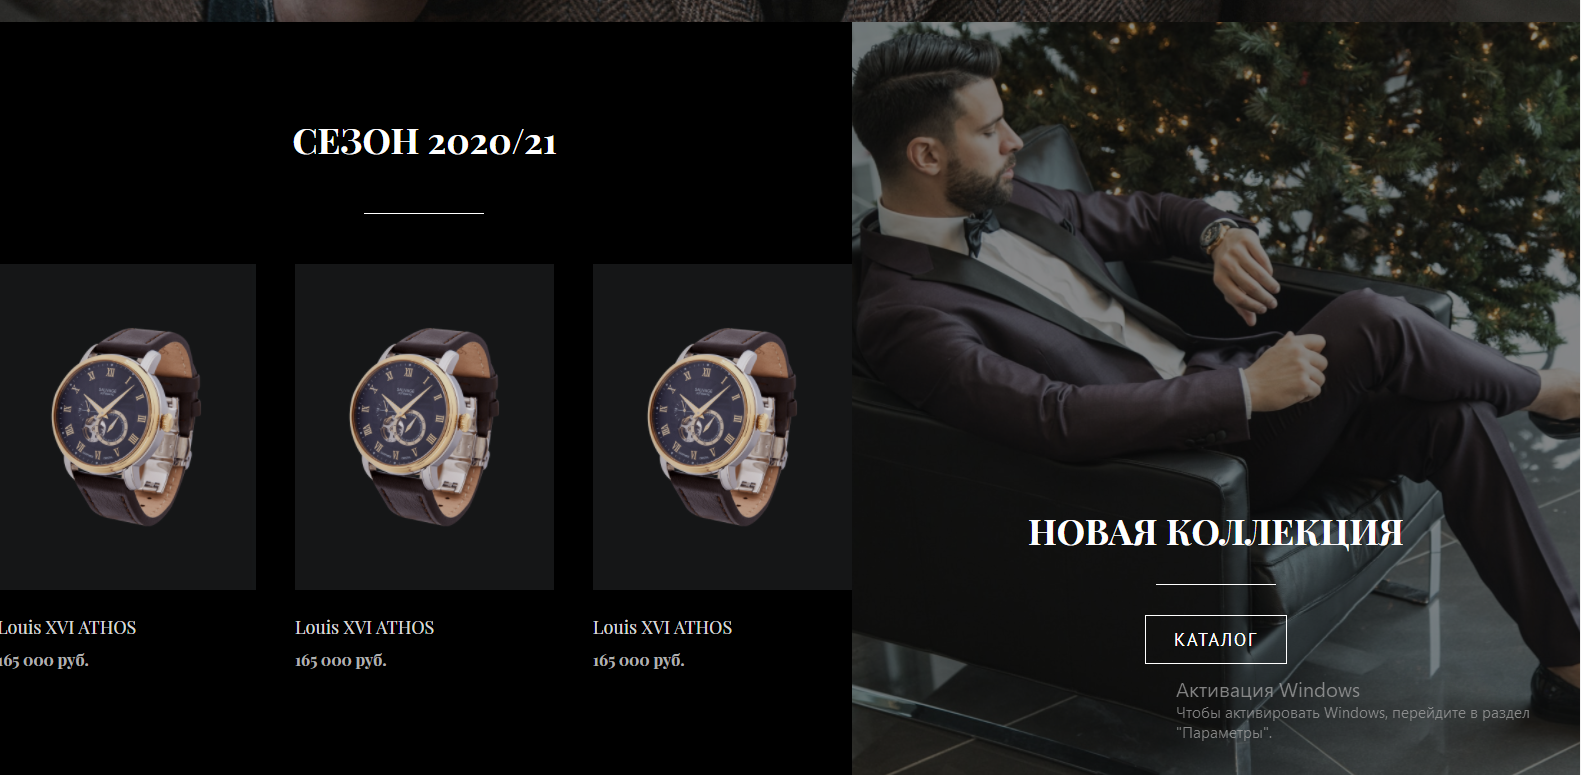 СЕЗОН 2020/21
Louis XVI ATHOS
165 000 руб.
Louis XVI ATHOS
165 000 руб.
Louis XVI ATHOS
165 000 руб.
НОВАЯ КОЛЛЕКЦИЯ
КАТАЛОГ
Активация Windows
Чтобы активировать Windows, перейдите в раздел
"Параметры".